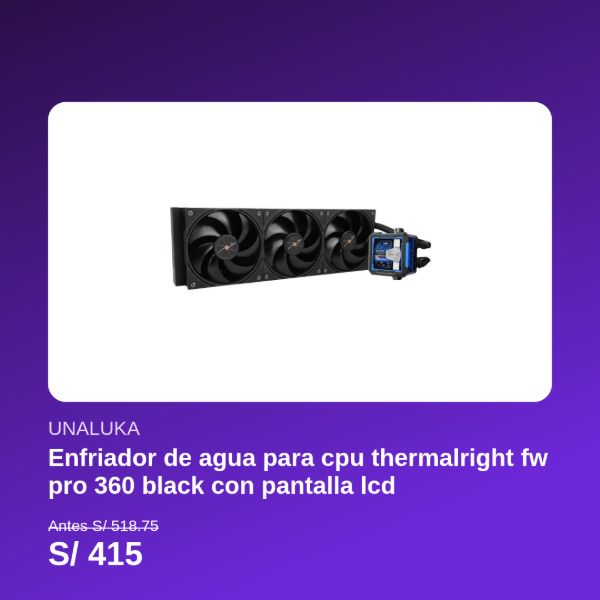 UNALUKA
Enfriador de agua para cpu thermalright fw
pro 360 black con pantalla lcd
Antes S/ 518.75
S/ 415